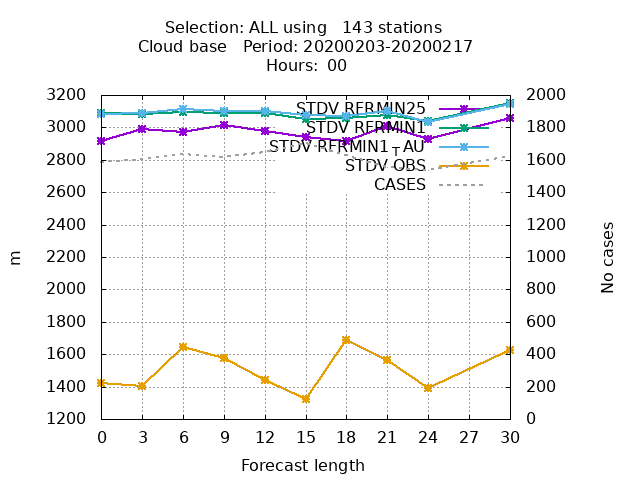 Selection: ALL using 143 stations
Cloud base Period: 20200203-20200217
Hours: 00
3200
3000
2800
2600
2400
2200
2000
1800
1600
1400
1200
2000
1800
1600
1400
1200
1000
800
600
400
200
0
STDV RFRMIN25
STDV RFRMIN1
STDV RFRMIN1_TAU
STDV OBS
CASES
m
No cases
0 3 6 9 12 15 18 21 24 27 30
Forecast length